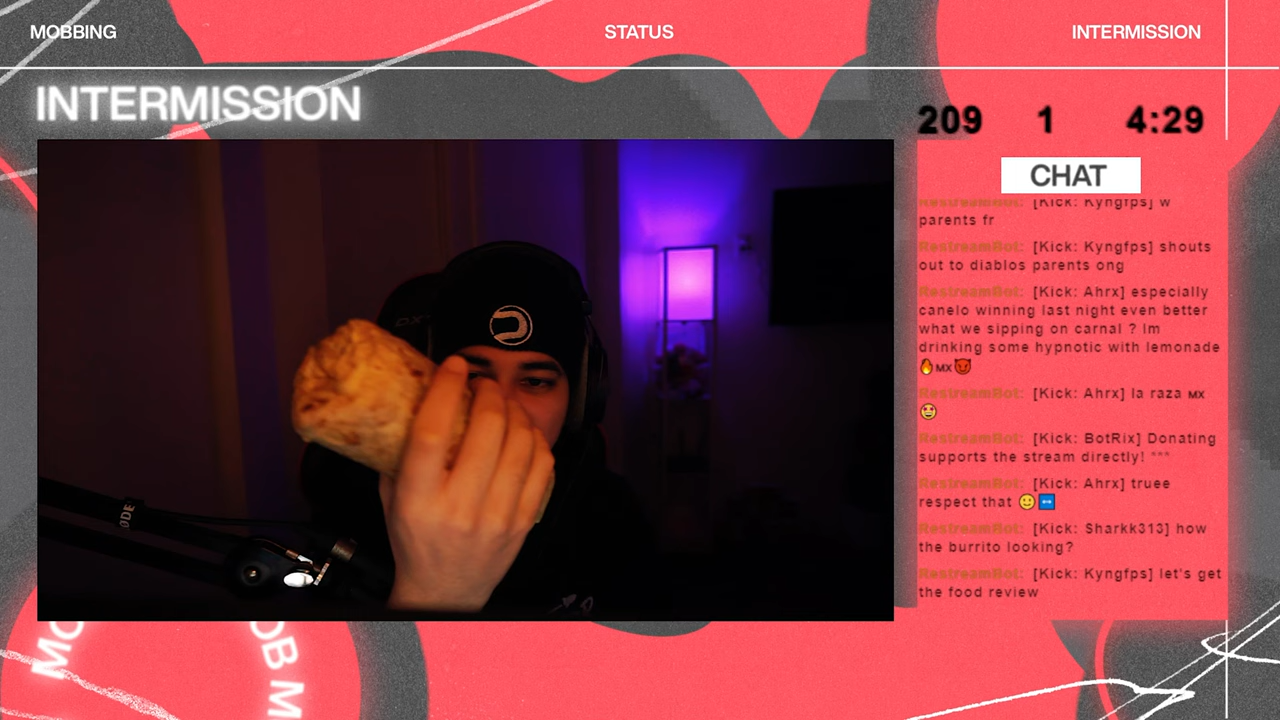 MOBBING
STATUS
INTERMISSION
INTERMISSION
209 1 4:29
CHAT
RestreamBot: [Kick: Kyngfps] w
parents fr
RestreamBot: [Kick: Kyngfps] shouts
out to diablos parents ong
RestreamBot: [Kick: Ahrx] especially
canelo winning last night even better
what we sipping on carnal ? Im
drinking some hypnotic with lemonade
🔥🇲🇽😈
RestreamBot: [Kick: Ahrx] la raza 🇲🇽
RestreamBot: [Kick: BotRix] Donating
supports the stream directly! ***
RestreamBot: [Kick: Ahrx] truee
respect that
RestreamBot: [Kick: Sharkk313] how
the burrito looking?
RestreamBot: [Kick: Kyngfps] let's get
the food review
ODE
MO
OB M